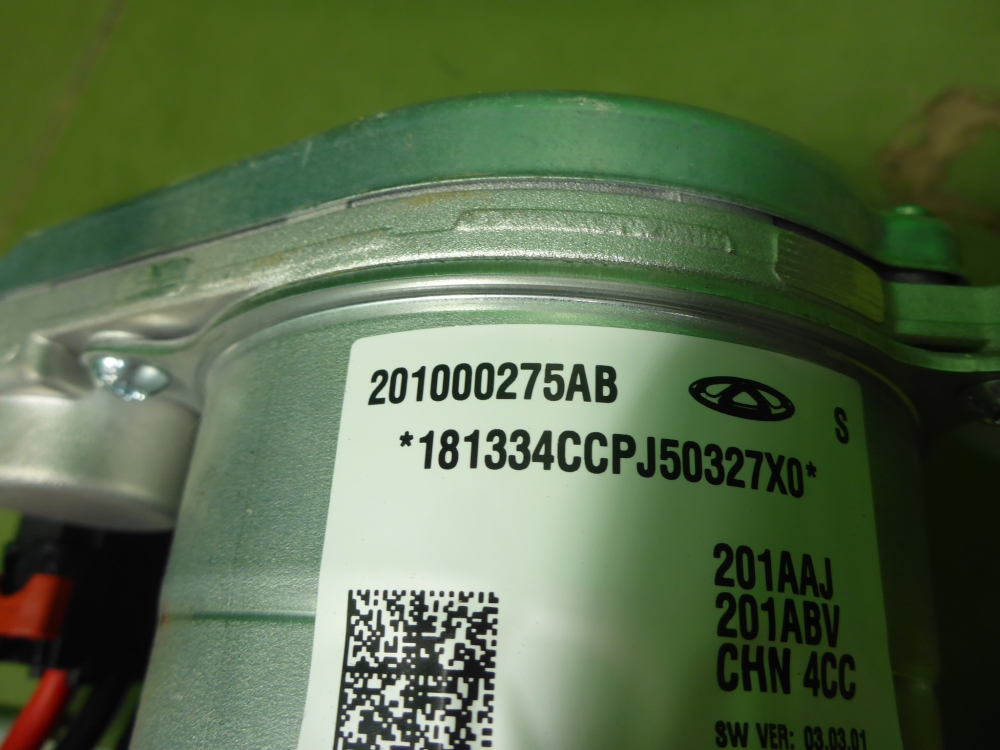 201000275AB
S
*181334CCPJ50327X0*
201AAJ
201ABV
CHN 4CC
SW VER: 03.03.01